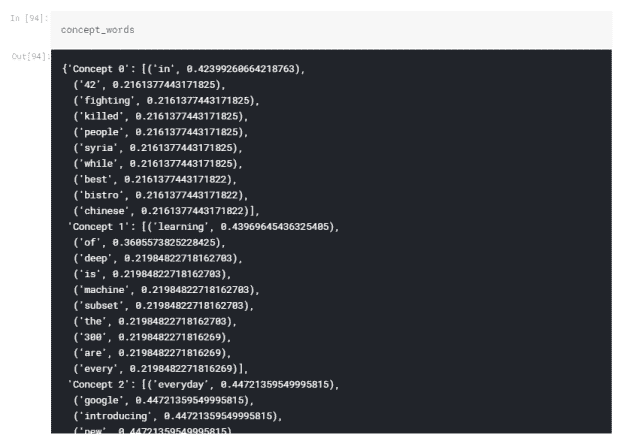 In [94]:
concept_words
Out[94]:
{'Concept 0': [('in', 0.42399260664218763),
('42', 0.2161377443171825),
('fighting', 0.2161377443171825),
('killed', 0.2161377443171825),
('people', 0.2161377443171825),
('syria', 0.2161377443171825),
('while', 0.2161377443171825),
('best', 0.2161377443171822),
('bistro', 0.2161377443171822),
('chinese', 0.2161377443171822)],
'Concept 1': [('learning', 0.43969645436325405),
('of', 0.3605573825228425),
('deep', 0.21984822718162703),
('is', 0.21984822718162703),
('machine', 0.21984822718162703),
('subset', 0.21984822718162703),
('the', 0.21984822718162703),
('300', 0.2198482271816269),
('are', 0.2198482271816269),
('every', 0.2198482271816269)],
'Concept 2': [('everyday', 0.44721359549995815),
('google', 0.44721359549995815),
('introducing', 0.44721359549995815),
('new', 0.44721359549995815),